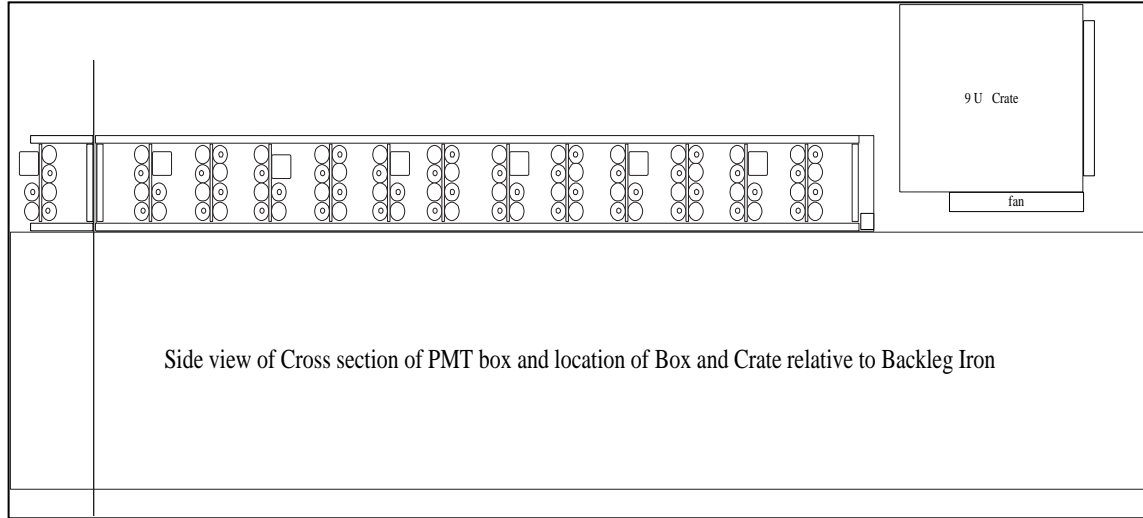 9 U Crate
fan
Side view of Cross section of PMT box and location of Box and Crate relative to Backleg Iron